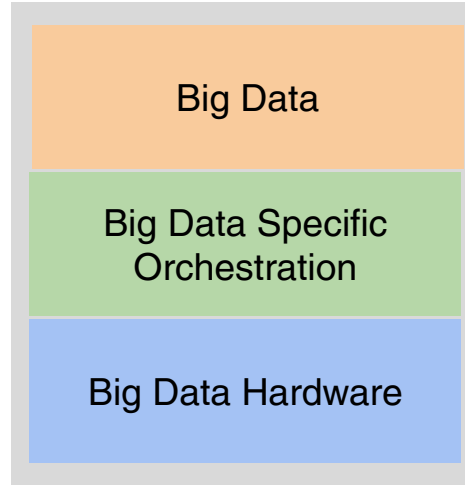 Big Data
Big Data Specific
Orchestration
Big Data Hardware